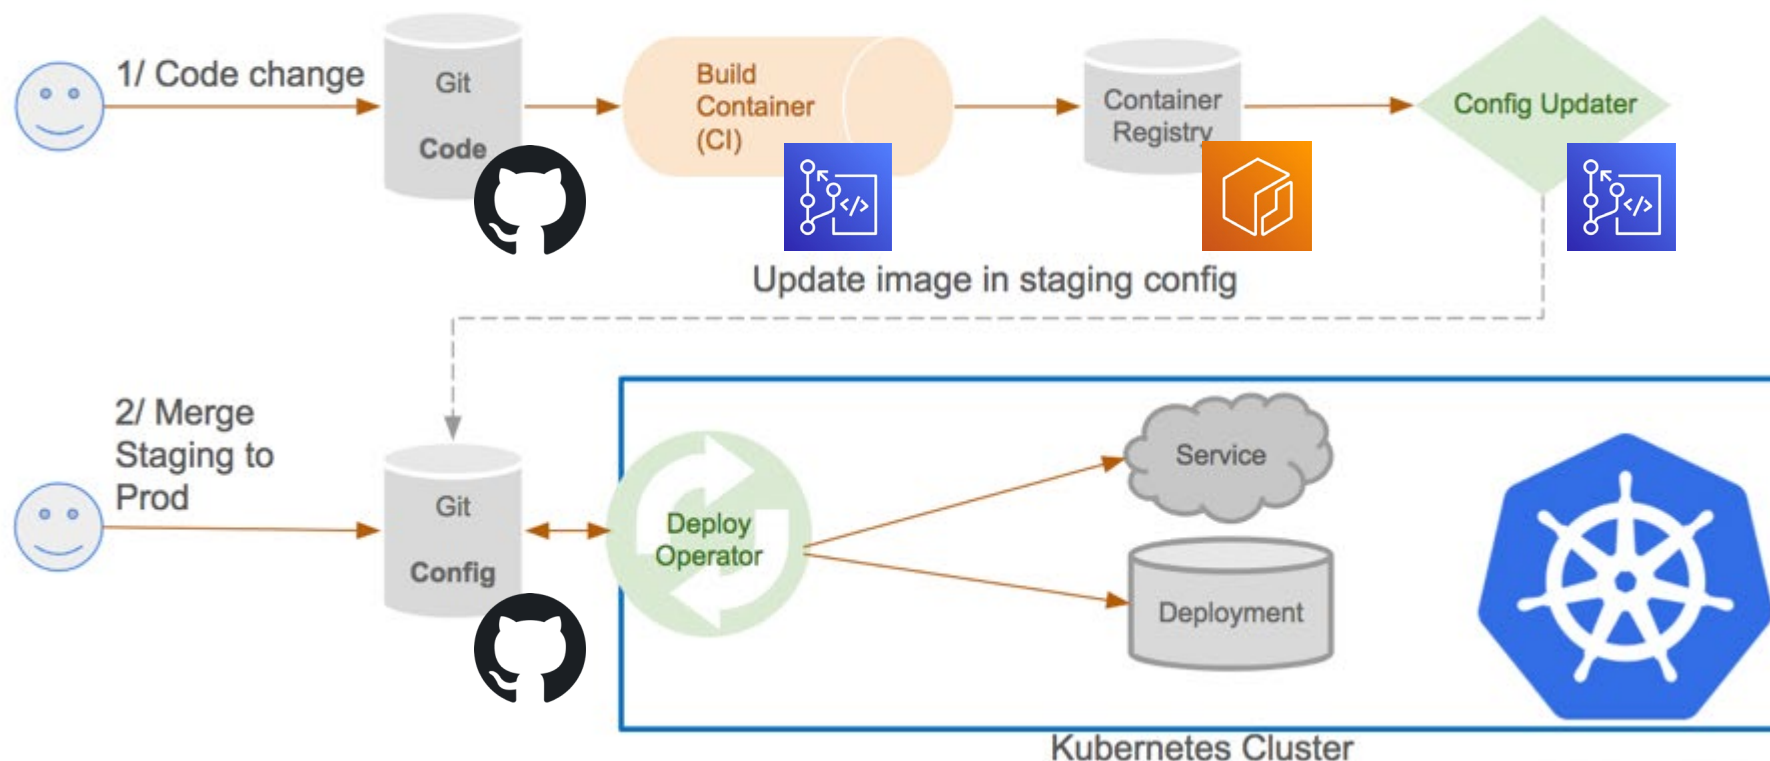 1/ Code change
Git
Code
Build
Container
(CI)
Container
Registry
Config Updater
</>
</>
Update image in staging config
2/ Merge
Staging to
Prod
Git
Config
Deploy
Operator
Service
Deployment
Kubernetes Cluster